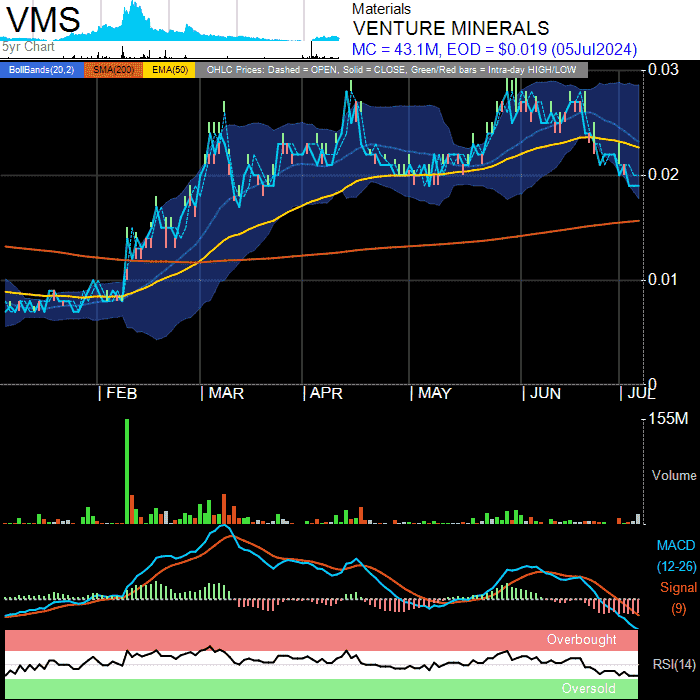 VMS
5yr Chart
Materials
VENTURE MINERALS
MC = 43.1M, EOD = $0.019 (05Jul2024)
BollBands(20,2) SMA(200) EMA(50) OHLC Prices: Dashed = OPEN, Solid = CLOSE, Green/Red bars = Intra-day HIGH/LOW
0.03
0.02
0.01
0
FEB MAR APR MAY JUN JUL
155M
Volume
MACD
(12-26)
Signal
(9)
Overbought
RSI(14)
Oversold